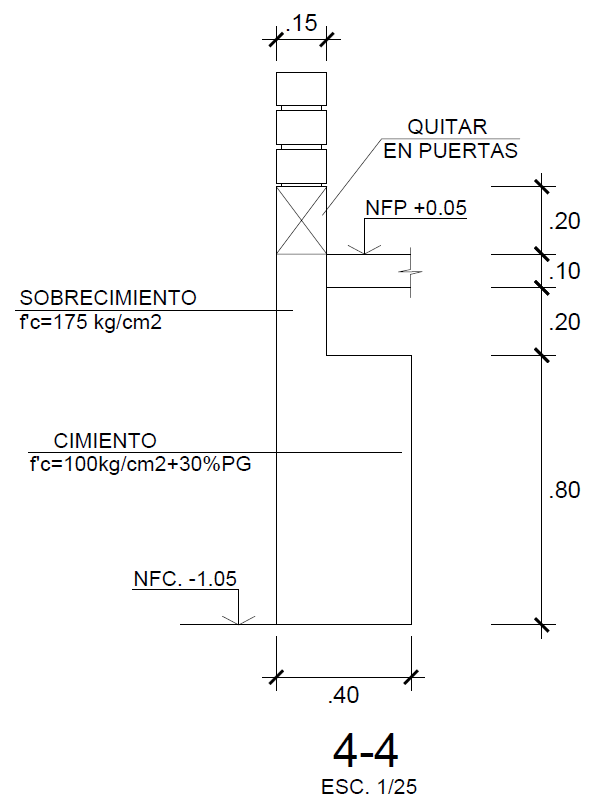 .15
QUITAR
EN PUERTAS
NFP +0.05
.20
.10
SOBRECIMIENTO
f'c=175 kg/cm2
.20
CIMIENTO
f'c=100kg/cm2+30%PG
.80
NFC. -1.05
.40
4-4
ESC. 1/25